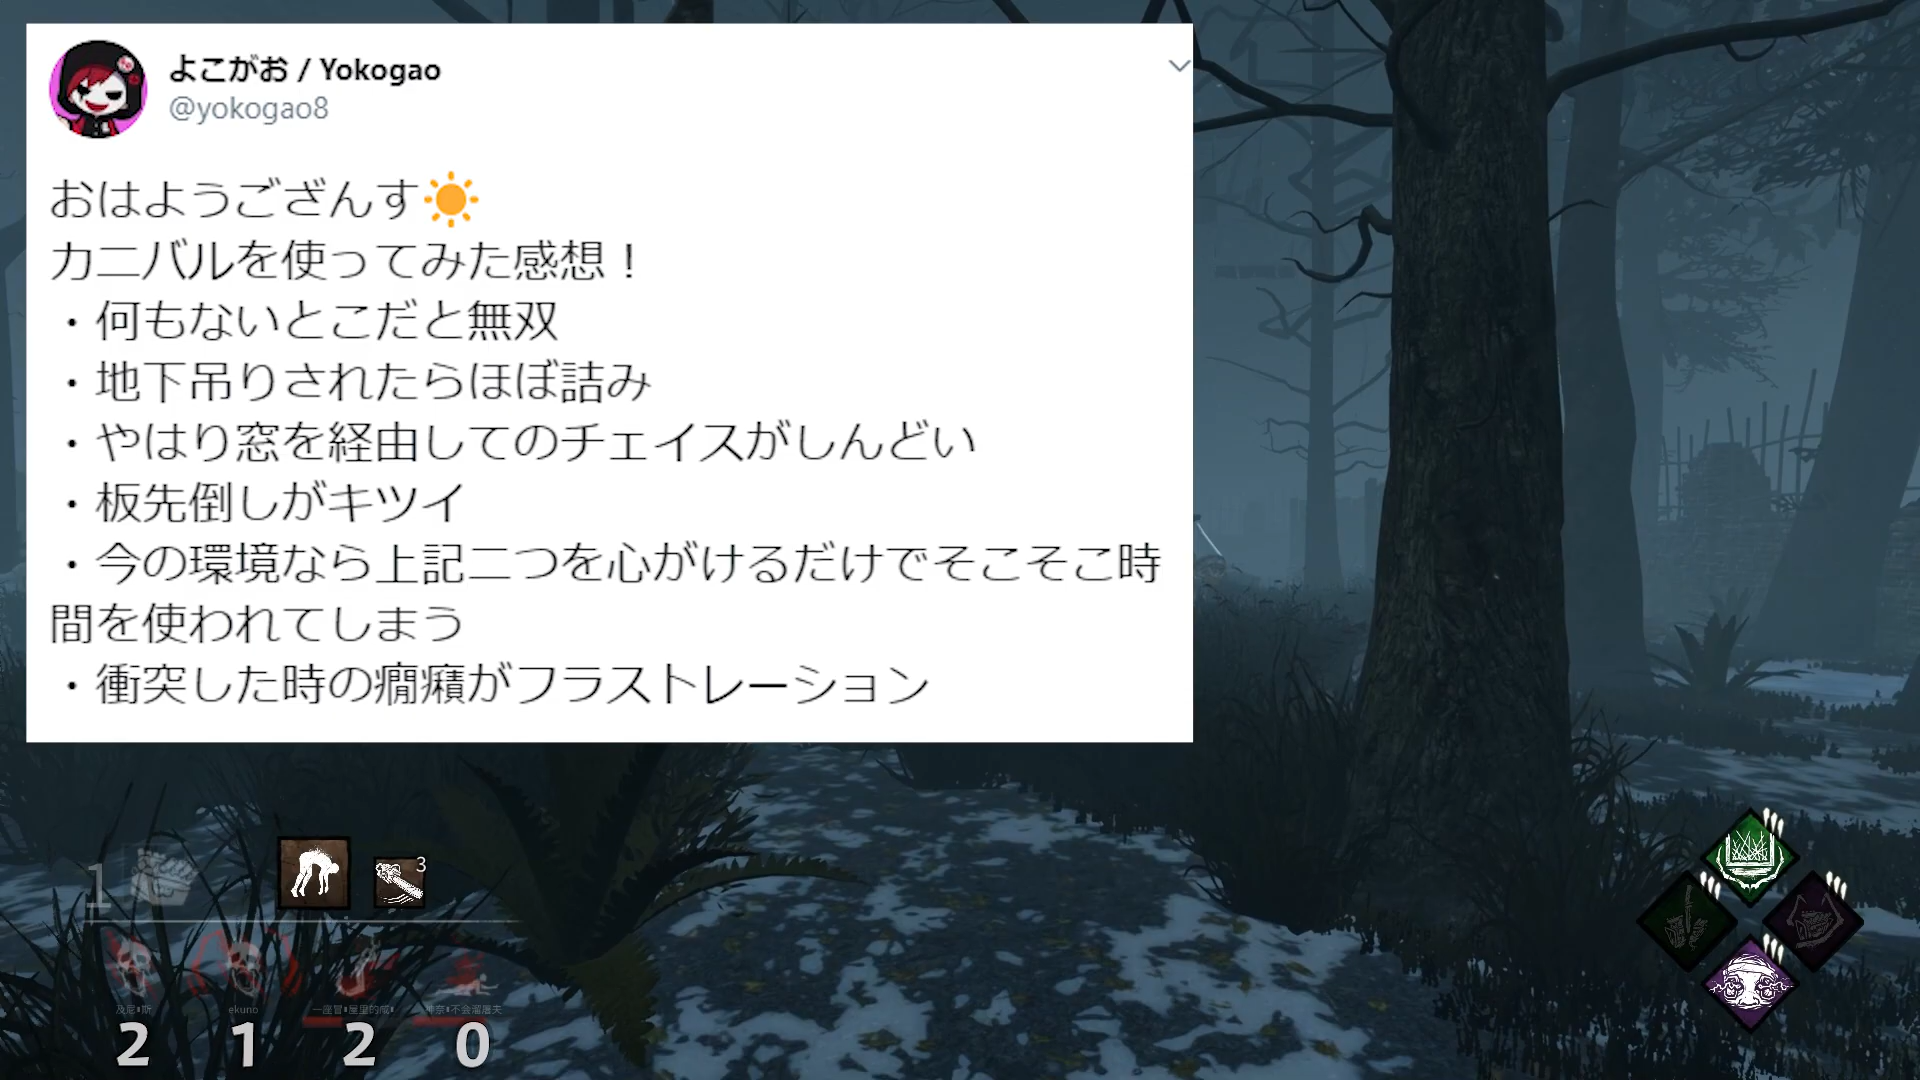 よこがお / Yokogao
@yokogao8
おはようござんす☀
カニバルを使ってみた感想！
・何もないとこだと無双
・地下吊りされたらほぼ詰み
・やはり窓を経由してのチェイスがしんどい
・板先倒しがキツイ
・今の環境なら上記二つを心がけるだけでそこそこ時
間を使われてしまう
・衝突した時の癇癪がフラストレーション
1
3
ekuno
2 1 2 0